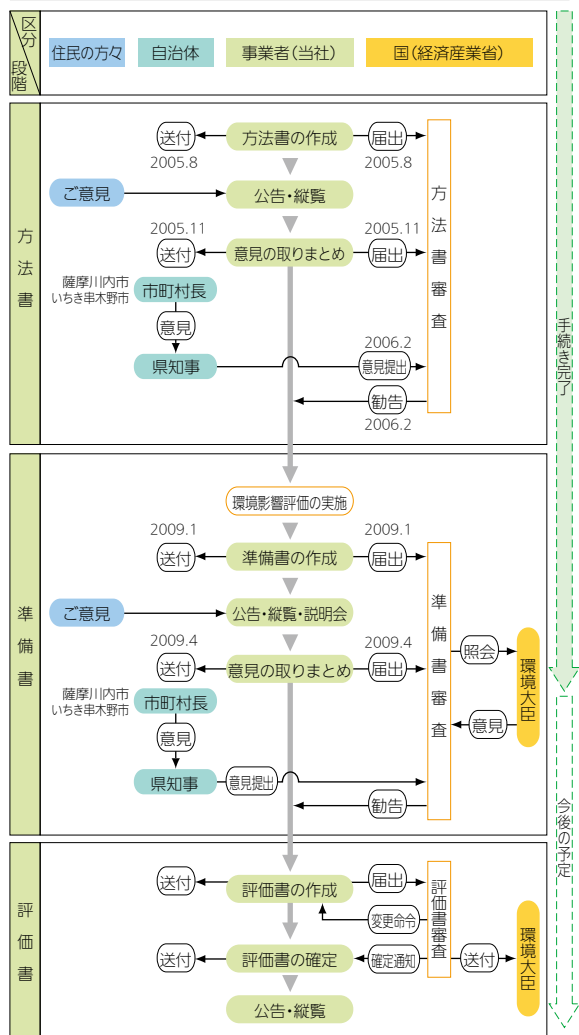 区分
段階
住民の方々
自治体
事業者(当社)
国(経済産業省)
方法書
送付
方法書の作成
届出
2005.8
2005.8
ご意見
公告・縦覧
方法書審査
2005.11
2005.11
送付
意見の取りまとめ
届出
薩摩川内市
いちき串木野市
市町村長
意見
2006.2
県知事
意見提出
勧告
2006.2
手続き完了
準備書
環境影響評価の実施
2009.1
2009.1
送付
準備書の作成
届出
ご意見
公告・縦覧・説明会
準備書審査
2009.4
2009.4
送付
意見の取りまとめ
届出
照会
環境大臣
薩摩川内市
いちき串木野市
市町村長
意見
意見
県知事
意見提出
勧告
今後の予定
評価書
送付
評価書の作成
届出
評価書審査
変更命令
送付
評価書の確定
確定通知
送付
環境大臣
公告・縦覧